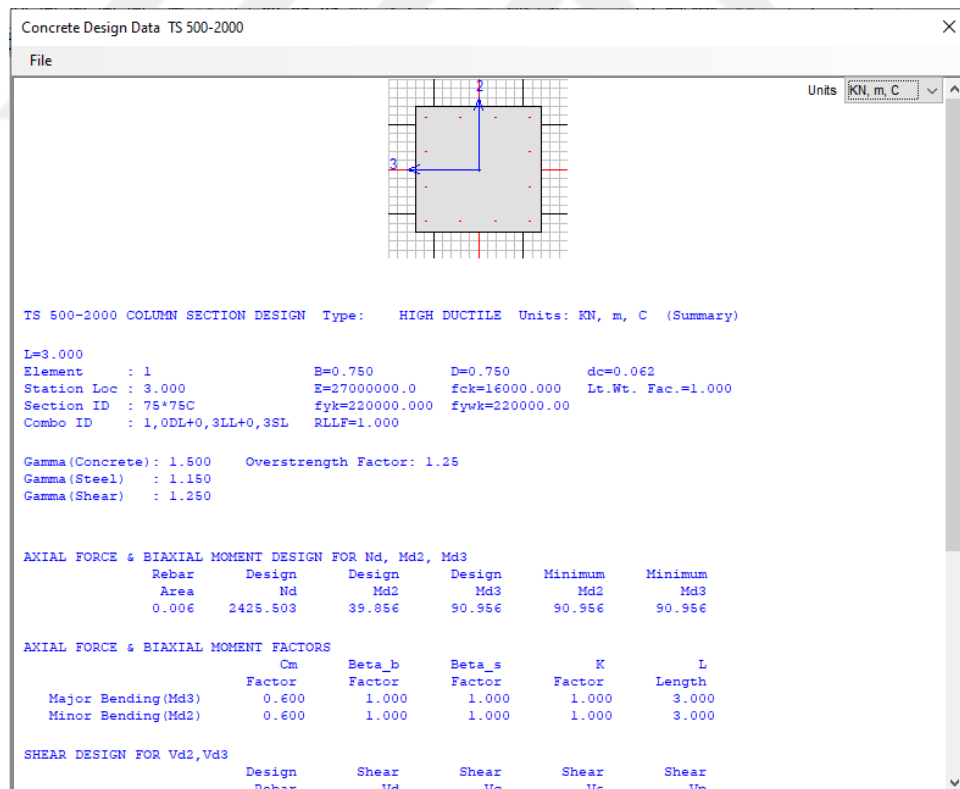 Concrete Design Data TS 500-2000
File
Units KN, m, C
2
3
TS 500-2000 COLUMN SECTION DESIGN Type: HIGH DUCTILE Units: KN, m, C (Summary)
L=3.000
Element : 1 B=0.750 D=0.750 dc=0.062
Station Loc : 3.000 E=27000000.0 fck=16000.000 Lt.Wt. Fac.=1.000
Section ID : 75*75C fyk=220000.000 fywk=220000.00
Combo ID : 1,0DL+0,3LL+0,3SL RLLF=1.000
Gamma(Concrete): 1.500 Overstrength Factor: 1.25
Gamma(Steel) : 1.150
Gamma(Shear) : 1.250
AXIAL FORCE & BIAXIAL MOMENT DESIGN FOR Nd, Md2, Md3
Rebar Design Design Design Minimum Minimum
Area Nd Md2 Md3 Md2 Md3
0.006 2425.503 39.856 90.956 90.956 90.956
AXIAL FORCE & BIAXIAL MOMENT FACTORS
Cm Beta_b Beta_s K L
Factor Factor Factor Factor Length
Major Bending(Md3) 0.600 1.000 1.000 1.000 3.000
Minor Bending(Md2) 0.600 1.000 1.000 1.000 3.000
SHEAR DESIGN FOR Vd2,Vd3
Design Shear Shear Shear Shear
Rebar Vd Vc Vs Vp